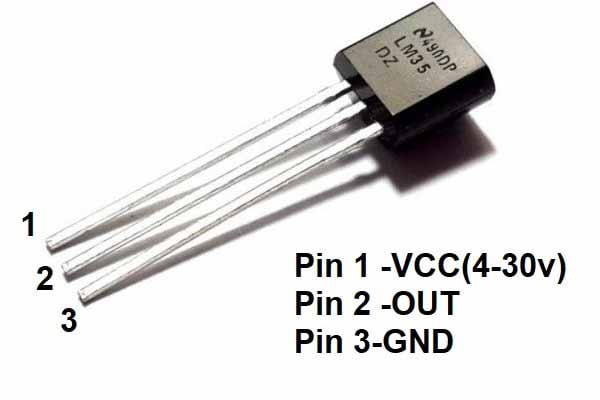 490DP
LM35
DZ
1
2
3
Pin 1 -VCC(4-30v)
Pin 2 -OUT
Pin 3-GND